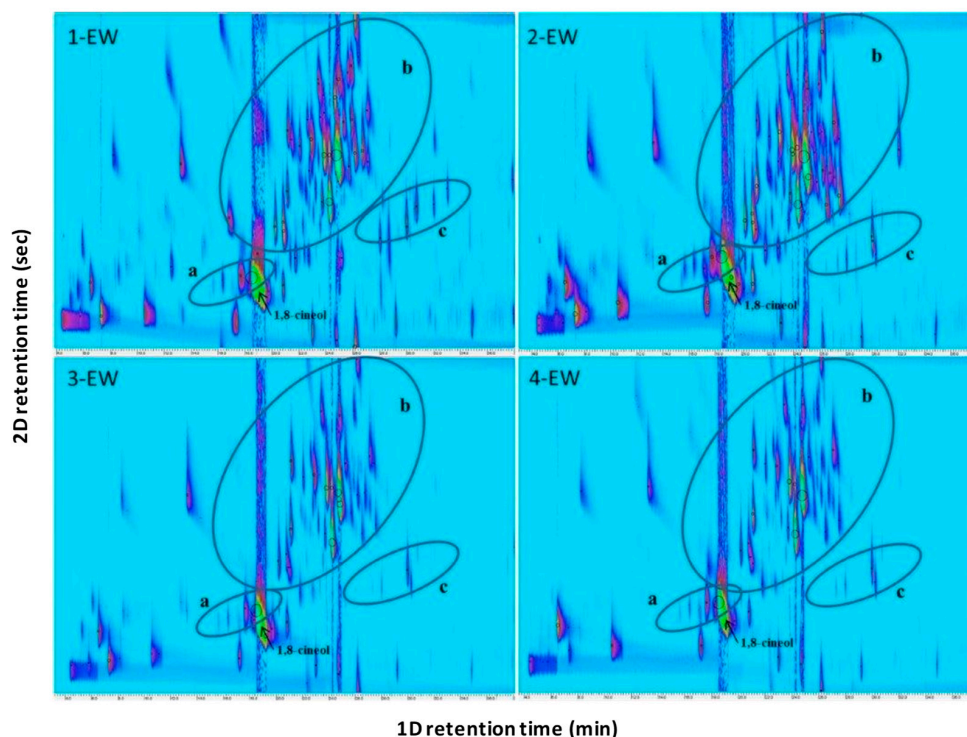 1-EW
b
c
a
1,8-cineol
2-EW
b
c
a
1,8-cineol
3-EW
b
c
a
1,8-cineol
4-EW
b
c
a
1,8-cineol
2D retention time (sec)
1D retention time (min)